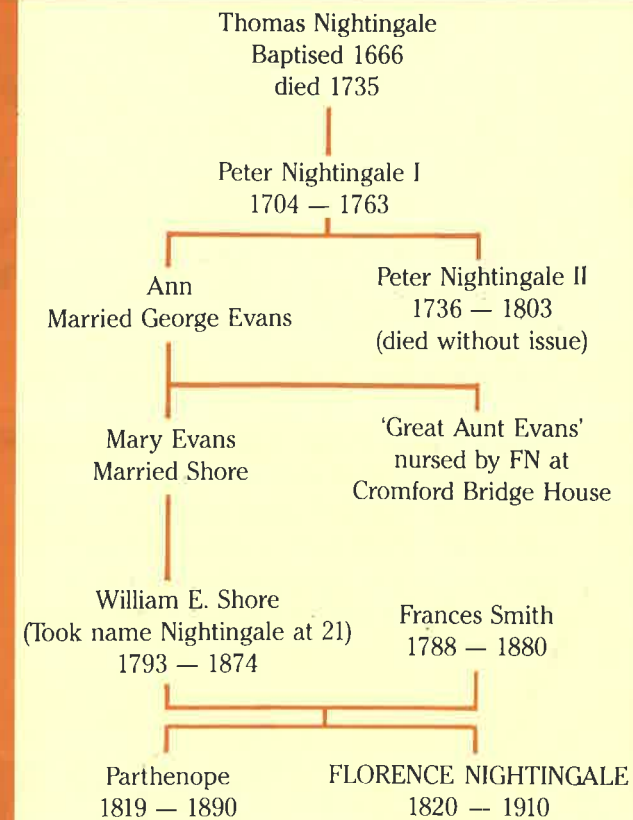 Thomas Nightingale
Baptised 1666
died 1735
Peter Nightingale I
1704 — 1763
Ann
Married George Evans
Peter Nightingale II
1736 — 1803
(died without issue)
Mary Evans
Married Shore
'Great Aunt Evans'
nursed by FN at
Cromford Bridge House
William E. Shore
(Took name Nightingale at 21)
1793 — 1874
Frances Smith
1788 — 1880
Parthenope
1819 — 1890
FLORENCE NIGHTINGALE
1820 — 1910